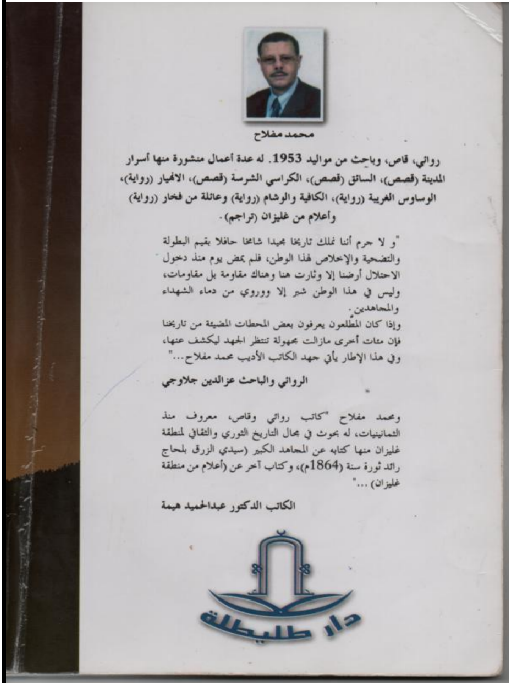 محمد مفلاح
روائي، قاص، وباحث من مواليد 1953. له عدة أعمال منشورة منها أسرار
المدينة (قصص)، السائق (قصص)، الكراسي الشرسة (قصص)، الانهيار (رواية)،
الوساوس الغريبة (رواية)، الكافية والوشام (رواية) وعائلة من فخار (رواية)
وأعلام من غليزان (تراجم).
"و لا جرم أننا نملك تاريخا مجيدا شامخا حافلا بقيم البطولة
والتضحية والإخلاص لهذا الوطن، فلم يمض يوم منذ دخول
الاحتلال أرضنا إلا وثارت هنا وهناك مقاومة بل مقاومات،
وليس في هذا الوطن شبر إلا وروي من دماء الشهداء
والمجاهدين.
وإذا كان المطّلعون يعرفون بعض المحطات المضيئة من تاريخنا
فإن مئات أخرى مازالت مجهولة تنتظر الجهد ليكشف عنها،
وفي هذا الإطار يأتي جهد الكاتب الأديب محمد مفلاح..."
الروائي والباحث عزالدين جلاوجي
ومحمد مفلاح "كاتب روائي وقاص، معروف منذ
الثمانينيات، له بحوث في مجال التاريخ الثوري والثقافي لمنطقة
غليزان منها كتابه عن المجاهد الكبير (سيدي الزرق بلحاج
رائد ثورة سنة 1864م)، وكتاب آخر عن (أعلام من منطقة
غليزان) ..."
الكاتب الدكتور عبدالحميد هيمة
دار طليطلة